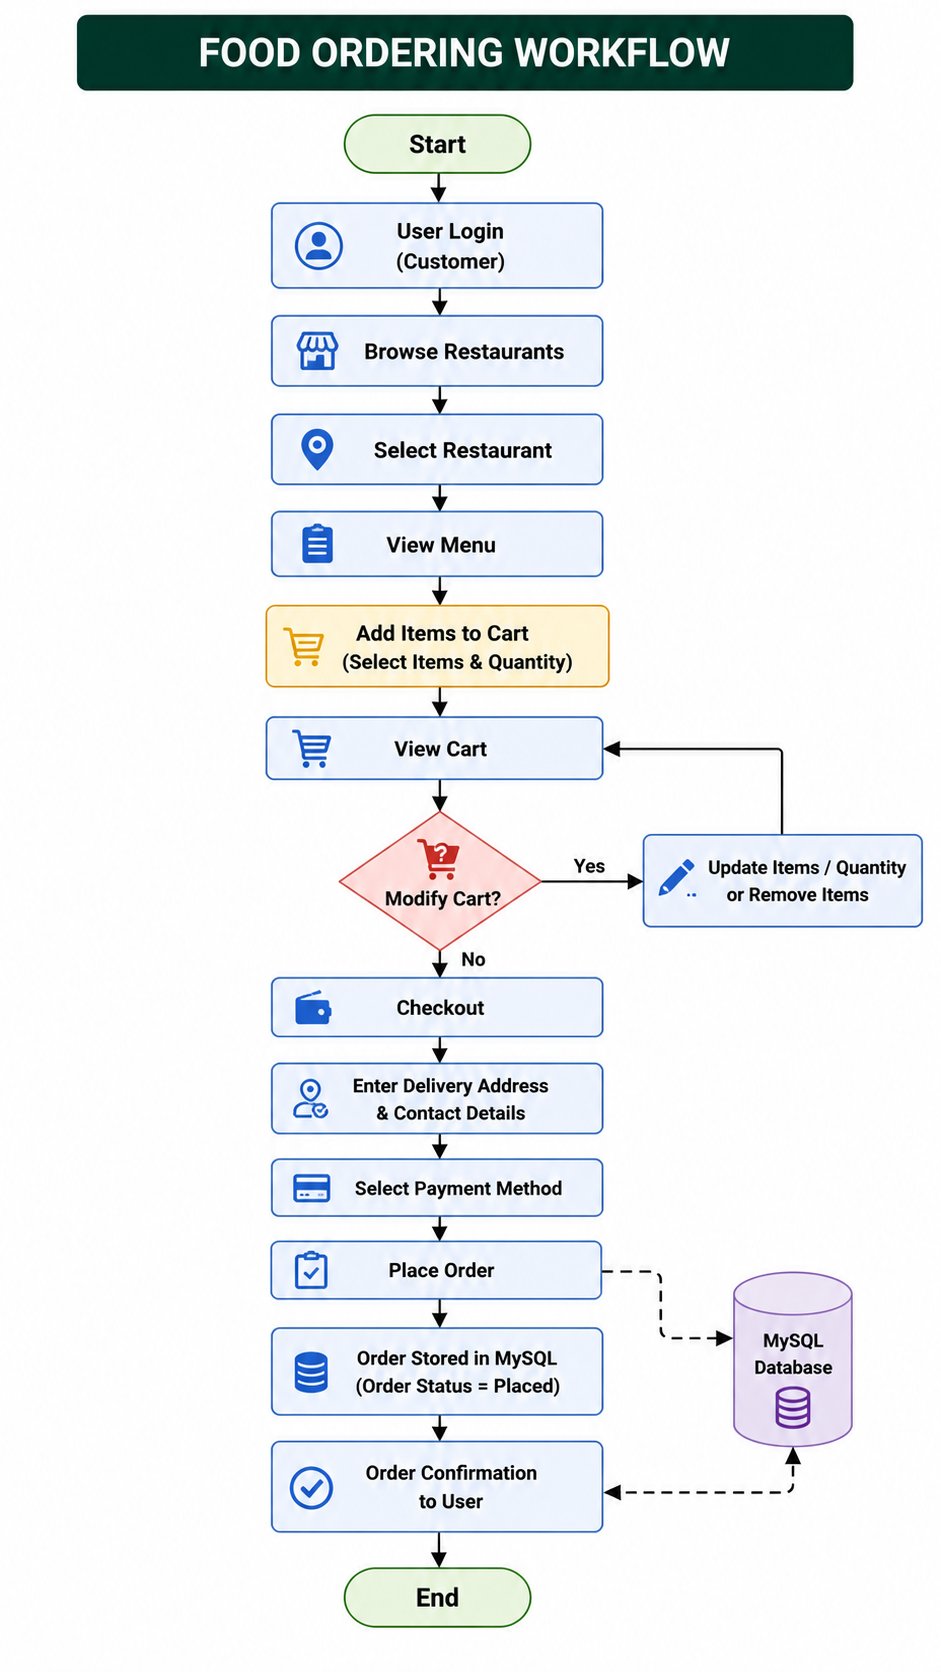 FOOD ORDERING WORKFLOW
Start
User Login
(Customer)
Browse Restaurants
Select Restaurant
View Menu
Add Items to Cart
(Select Items & Quantity)
View Cart
?
Modify Cart?
Yes
Update Items / Quantity
or Remove Items
No
Checkout
Enter Delivery Address
& Contact Details
Select Payment Method
Place Order
Order Stored in MySQL
(Order Status = Placed)
MySQL
Database
Order Confirmation
to User
End